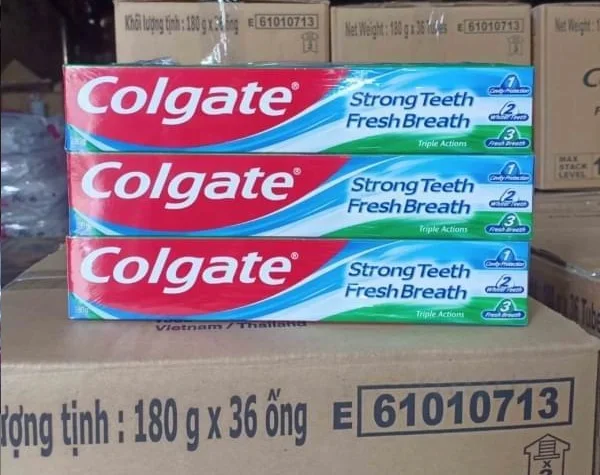 Khối lượng tịnh : 180 g x 36 ống
E 61010713
Net Weight : 180 g x 36
E 61010713
Net Weight :
MAX
STACK
LEVEL
Colgate®
Strong Teeth
Fresh Breath
Triple Actions
1
Cavity Protection
2
Whiter Teeth
3
Fresh Breath
Colgate®
Strong Teeth
Fresh Breath
Triple Actions
1
Cavity Protection
2
Whiter Teeth
3
Fresh Breath
Colgate®
Strong Teeth
Fresh Breath
Triple Actions
1
Cavity Protection
2
Whiter Teeth
3
Fresh Breath
Vietnam / Thailand
ượng tịnh : 180 g x 36 ống
E 61010713